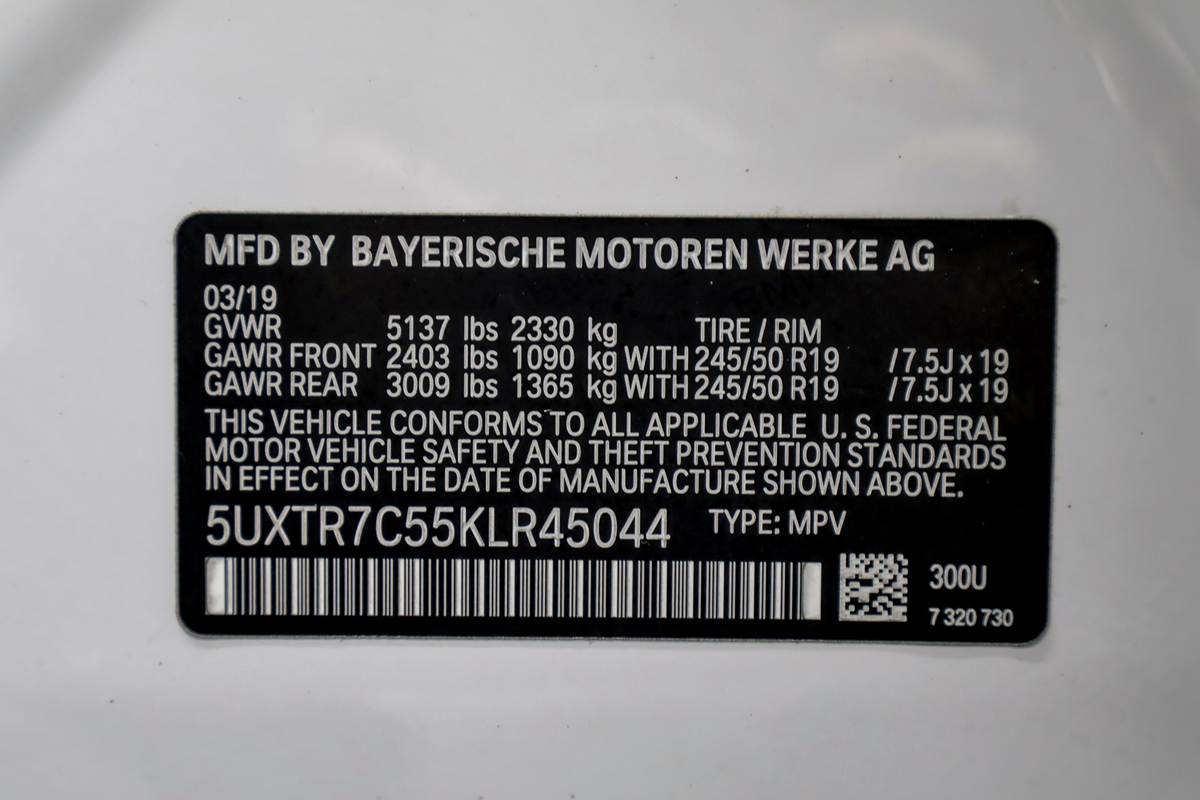 MFD BY BAYERISCHE MOTOREN WERKE AG
03/19
GVWR 5137 lbs 2330 kg TIRE / RIM
GAWR FRONT 2403 lbs 1090 kg WITH 245/50 R19 /7.5J x 19
GAWR REAR 3009 lbs 1365 kg WITH 245/50 R19 /7.5J x 19
THIS VEHICLE CONFORMS TO ALL APPLICABLE U. S. FEDERAL
MOTOR VEHICLE SAFETY AND THEFT PREVENTION STANDARDS
IN EFFECT ON THE DATE OF MANUFACTURE SHOWN ABOVE.
5UXTR7C55KLR45044 TYPE: MPV
300U
7 320 730